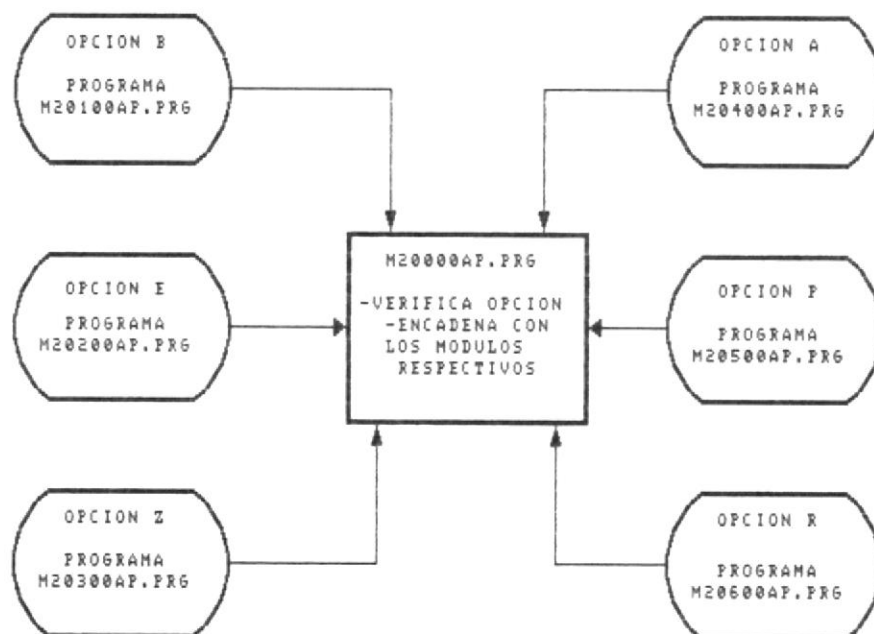 OPCION B
PROGRAMA
M20100AP.PRG
OPCION A
PROGRAMA
M20400AP.PRG
M20000AP.PRG
-VERIFICA OPCION
-ENCADENA CON
LOS MODULOS
RESPECTIVOS
OPCION E
PROGRAMA
M20200AP.PRG
OPCION P
PROGRAMA
M20500AP.PRG
OPCION Z
PROGRAMA
M20300AP.PRG
OPCION R
PROGRAMA
M20600AP.PRG